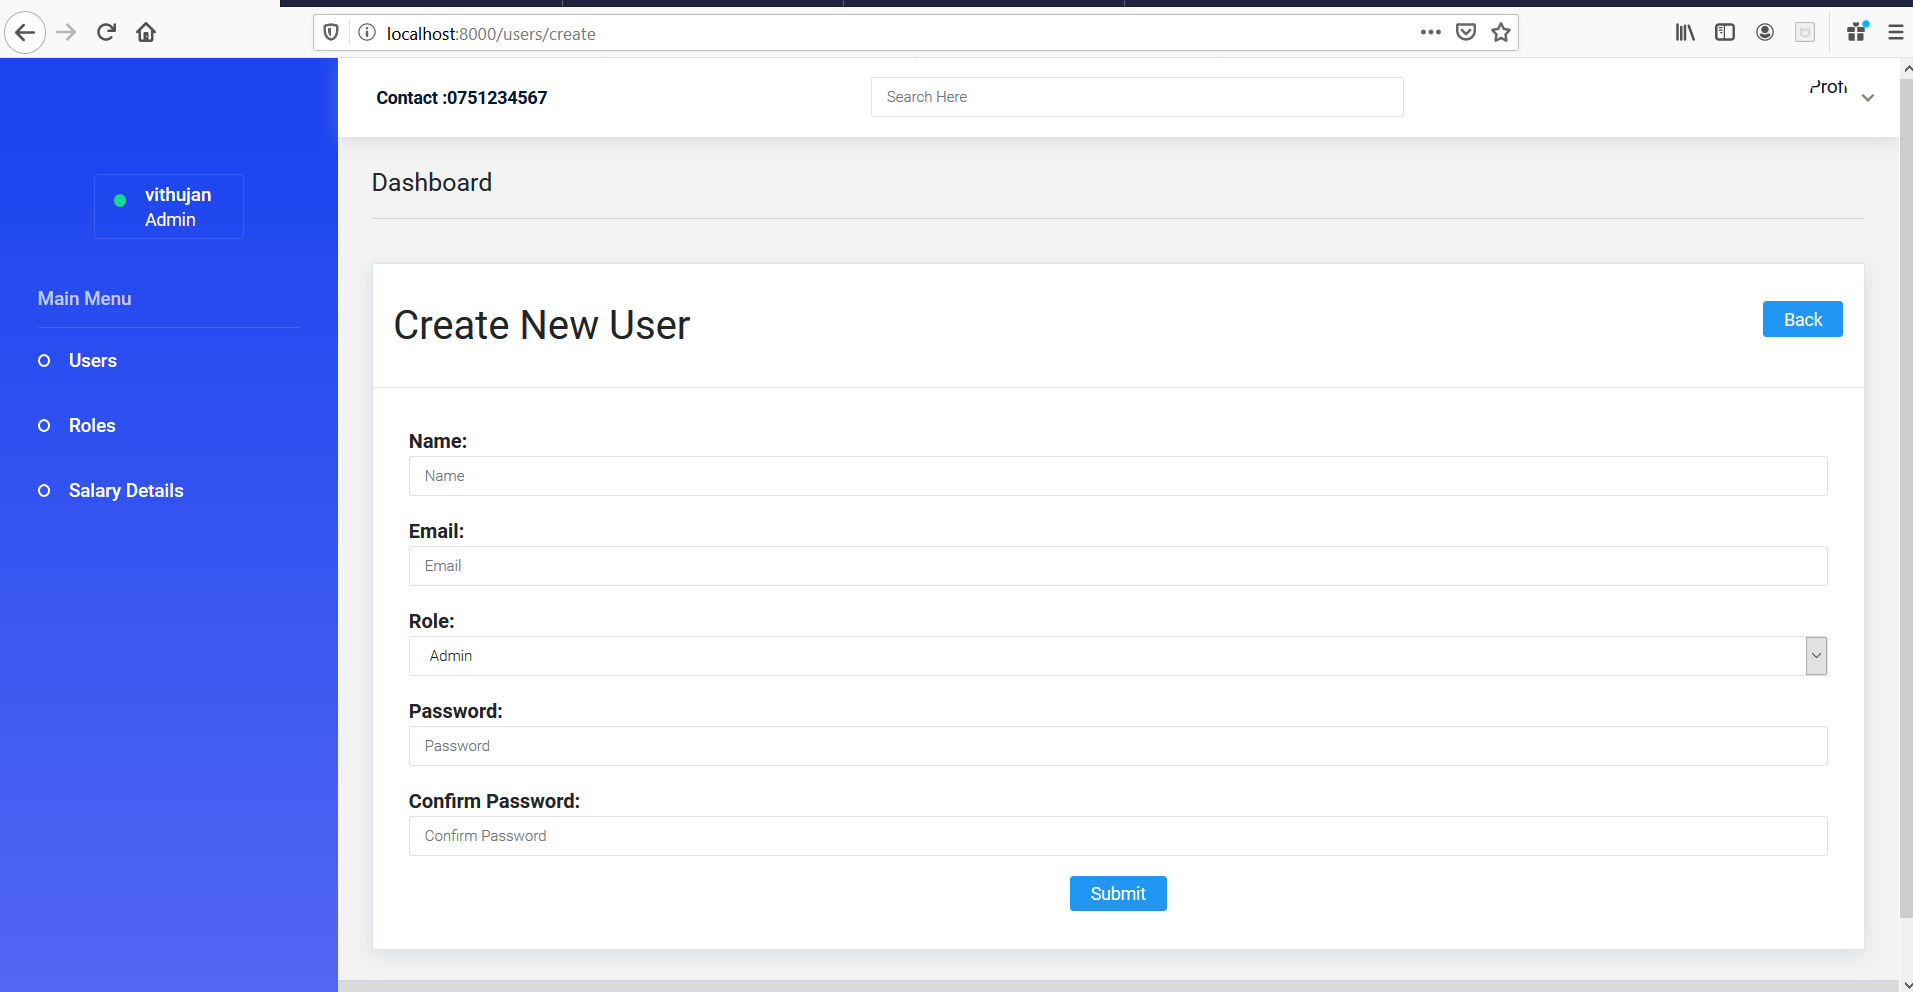 localhost:8000/users/create
Contact :0751234567
Search Here
vithujan
Admin
Main Menu
Users
Roles
Salary Details
Dashboard
Create New User
Back
Name:
Name
Email:
Email
Role:
Admin
Password:
Password
Confirm Password:
Confirm Password
Submit